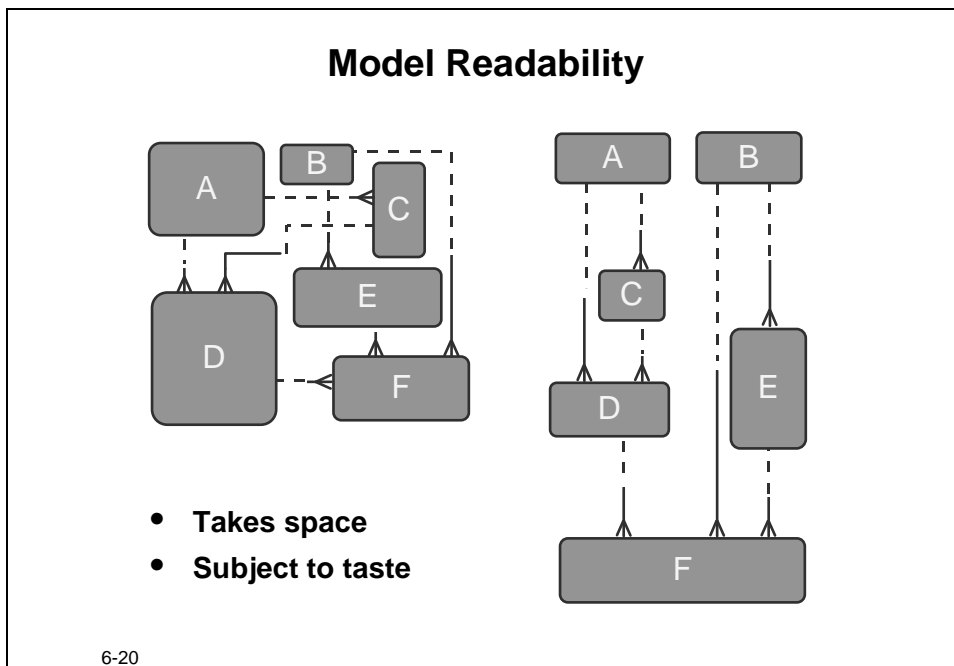 Model Readability
A
B
C
D
E
F
A
B
C
D
E
F
• Takes space
• Subject to taste
6-20